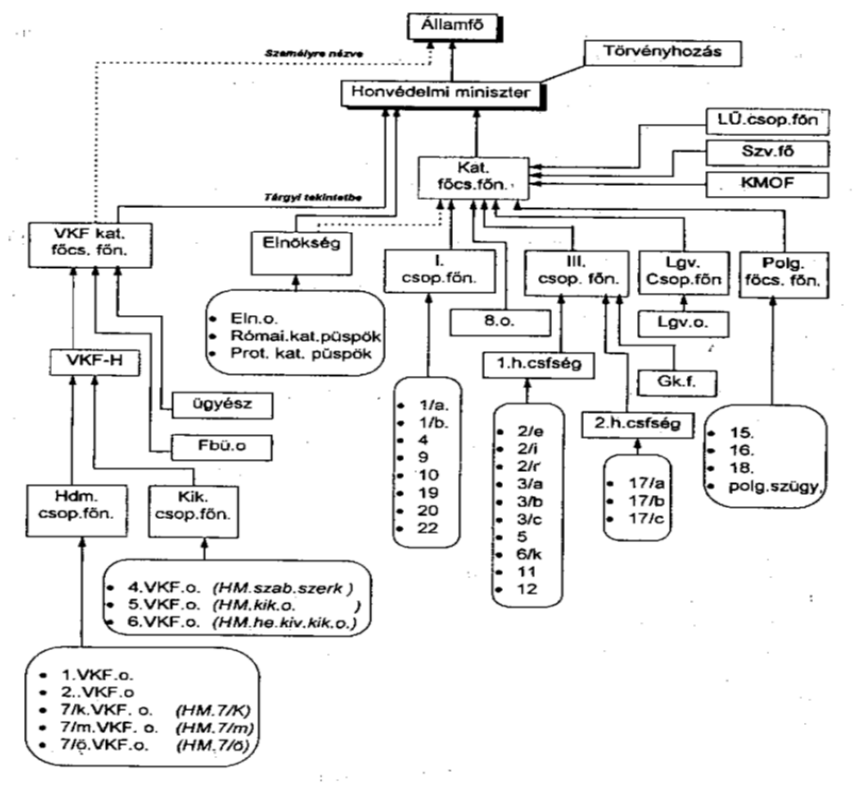 Államfő
Személyre nézve
Törvényhozás
Honvédelmi miniszter
LÜ.csop.főn
Szv.fő
KMOF
Kat.
főcs.főn.
Tárgyi tekintetbe
VKF kat.
főcs. főn.
Elnökség
I.
csop.főn.
III.
csop. főn.
Lgv.
Csop.főn
Polg.
főcs. főn.
• Eln.o.
• Római.kat.püspök
• Prot. kat. püspök
8.o.
Lgv.o.
VKF-H
1.h.csfség
Gk.f.
ügyész
Fbü.o
2.h.csfség
• 1/a.
• 1/b.
• 4
• 9
• 10
• 19
• 20
• 22
• 2/e
• 2/i
• 2/r
• 3/a
• 3/b
• 3/c
• 5
• 6/k
• 11
• 12
• 17/a
• 17/b
• 17/c
• 15.
• 16.
• 18.
• polg.szügy.
Hdm.
csop.főn.
Kik.
csop.főn.
• 4.VKF.o. (HM.szab.szerk )
• 5.VKF.o. (HM.kik.o. )
• 6.VKF.o. (HM.he.kiv.kik.o.)
• 1.VKF.o.
• 2..VKF.o
• 7/k.VKF. o. (HM.7/K)
• 7/m.VKF. o. (HM.7/m)
• 7/ö.VKF.o. (HM.7/ö)